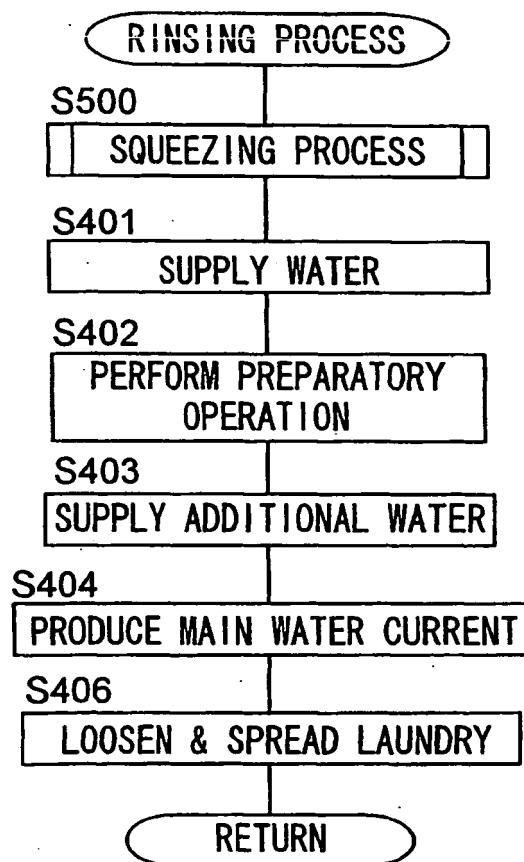 RINSING PROCESS
S500
SQUEEZING PROCESS
S401
SUPPLY WATER
S402
PERFORM PREPARATORY
OPERATION
S403
SUPPLY ADDITIONAL WATER
S404
PRODUCE MAIN WATER CURRENT
S406
LOOSEN & SPREAD LAUNDRY
RETURN